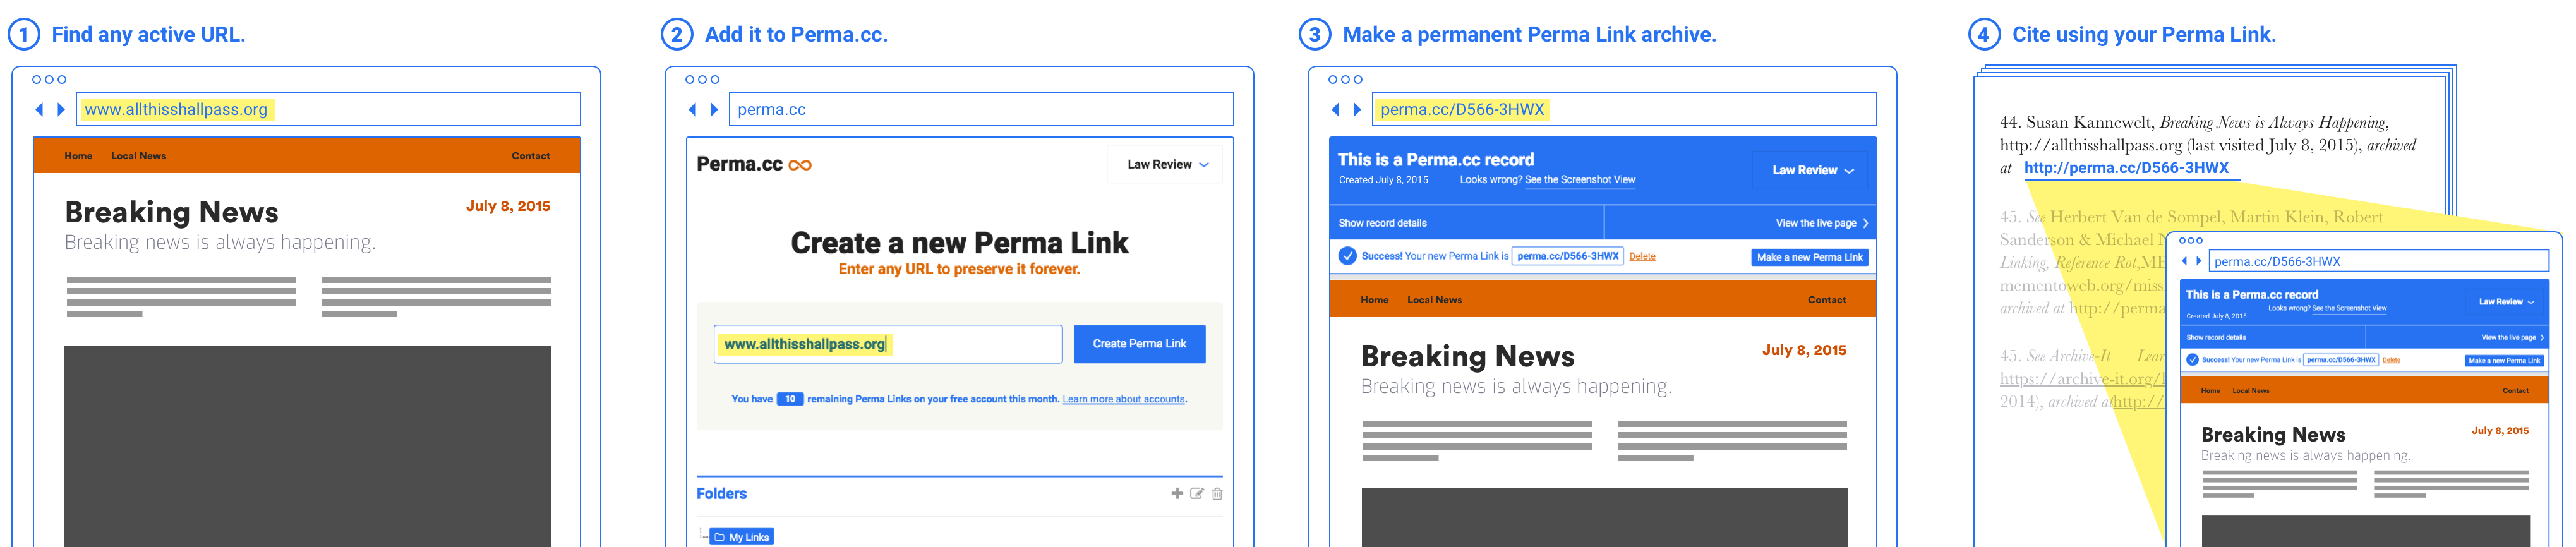 1 Find any active URL.
www.allthisshallpass.org
Home Local News Contact
Breaking News July 8, 2015
Breaking news is always happening.
2 Add it to Perma.cc.
perma.cc
Perma.cc Law Review
Create a new Perma Link
Enter any URL to preserve it forever.
www.allthisshallpass.org Create Perma Link
You have 10 remaining Perma Links on your free account this month. Learn more about accounts.
Folders
My Links
3 Make a permanent Perma Link archive.
perma.cc/D566-3HWX
This is a Perma.cc record
Created July 8, 2015 Looks wrong? See the Screenshot View Law Review
Show record details View the live page
Success! Your new Perma Link is perma.cc/D566-3HWX Delete Make a new Perma Link
Home Local News Contact
Breaking News July 8, 2015
Breaking news is always happening.
4 Cite using your Perma Link.
44. Susan Kannewelt, Breaking News is Always Happening,
http://allthisshallpass.org (last visited July 8, 2015), archived
at http://perma.cc/D566-3HWX
45. See Herbert Van de Sompel, Martin Klein, Robert
Sanderson & Michael
Linking, Reference Rot,
mementoweb.org/
archived at http://perma
45. See Archive-It —
https://archive-it.org/
2014), archived at http://
perma.cc/D566-3HWX
This is a Perma.cc record
Looks wrong? See the Screenshot View Law Review
Created July 8, 2015
Show record details View the live page
Success! Your new Perma Link is perma.cc/D566-3HWX Delete Make a new Perma Link
Home Local News Contact
Breaking News July 8, 2015
Breaking news is always happening.